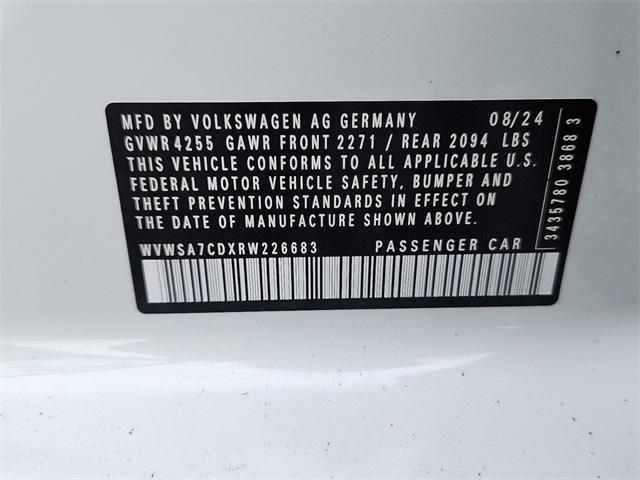 MFD BY VOLKSWAGEN AG GERMANY 08/24
GVWR 4255 GAWR FRONT 2271 / REAR 2094 LBS
THIS VEHICLE CONFORMS TO ALL APPLICABLE U.S.
FEDERAL MOTOR VEHICLE SAFETY, BUMPER AND
THEFT PREVENTION STANDARDS IN EFFECT ON
THE DATE OF MANUFACTURE SHOWN ABOVE.
WVWSA7CDXRW226683 PASSENGER CAR
3435780 3868 3